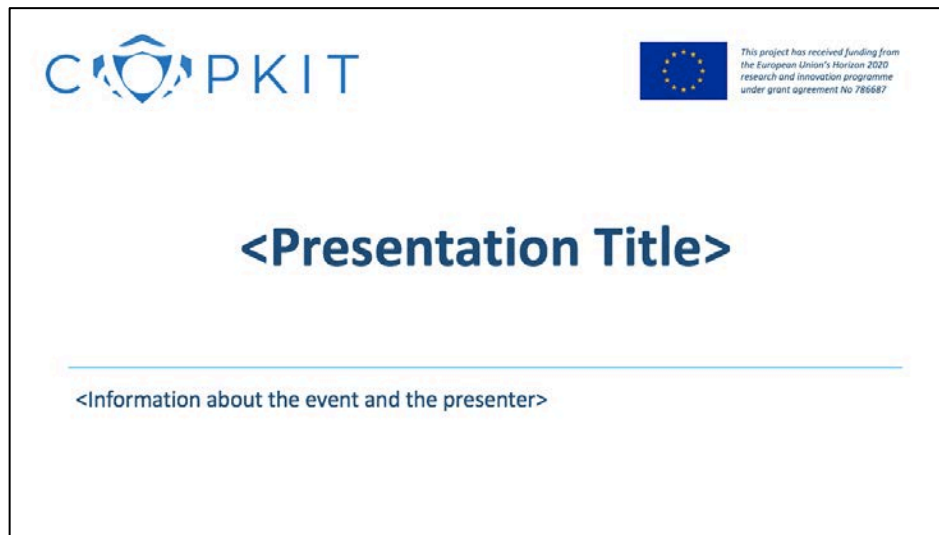 COPKIT
This project has received funding from
the European Union's Horizon 2020
research and innovation programme
under grant agreement No 786687
<Presentation Title>
<Information about the event and the presenter>